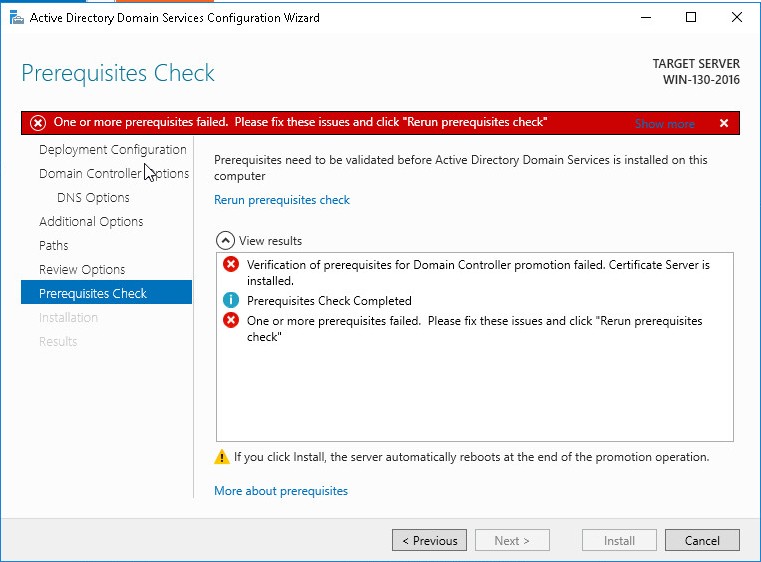 Active Directory Domain Services Configuration Wizard
Prerequisites Check
TARGET SERVER
WIN-130-2016
One or more prerequisites failed.  Please fix these issues and click "Rerun prerequisites check"
Show more
Deployment Configuration
Domain Controller Options
DNS Options
Additional Options
Paths
Review Options
Prerequisites Check
Installation
Results
Prerequisites need to be validated before Active Directory Domain Services is installed on this
computer
Rerun prerequisites check
View results
Verification of prerequisites for Domain Controller promotion failed. Certificate Server is
installed.
Prerequisites Check Completed
One or more prerequisites failed.  Please fix these issues and click "Rerun prerequisites
check"
If you click Install, the server automatically reboots at the end of the promotion operation.
More about prerequisites
< Previous
Next >
Install
Cancel